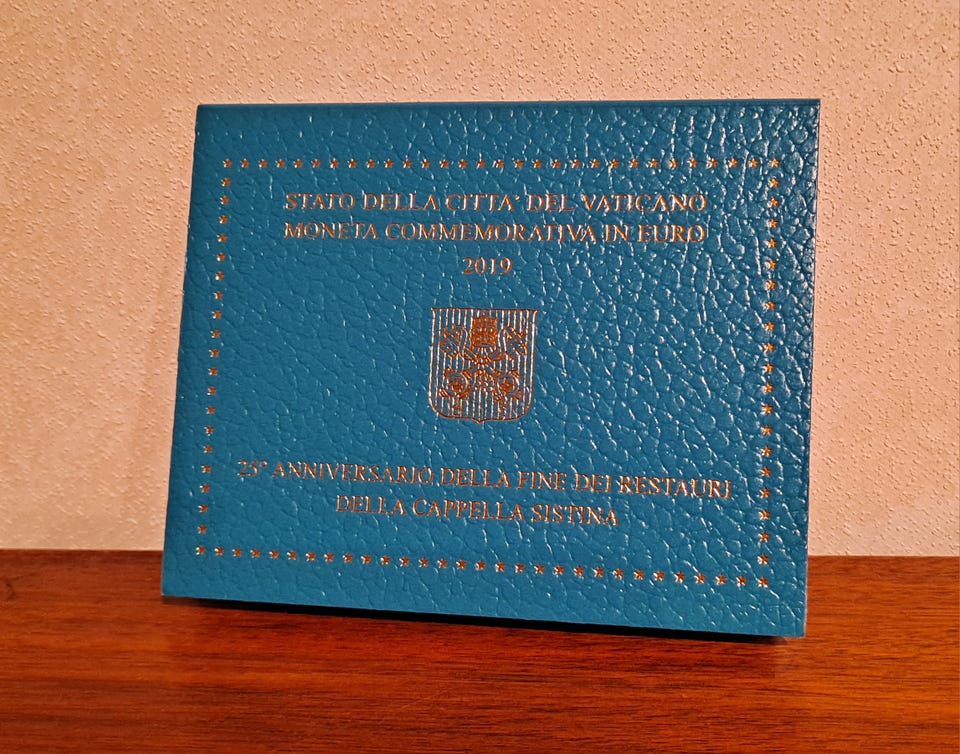 STATO DELLA CITTA' DEL VATICANO
MONETA COMMEMORATIVA IN EURO
2019
25° ANNIVERSARIO DELLA FINE DEI RESTAURI
DELLA CAPPELLA SISTINA